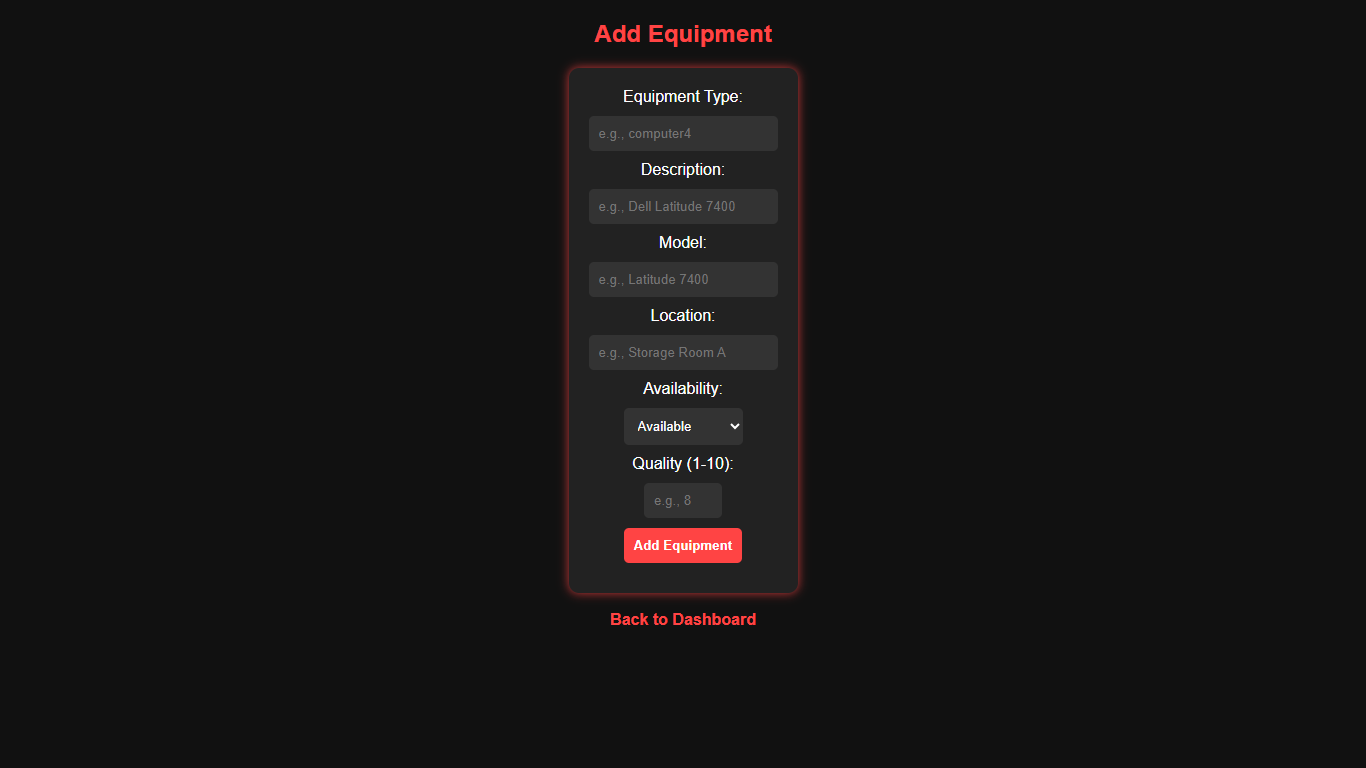 Add Equipment
Equipment Type:
e.g., computer4
Description:
e.g., Dell Latitude 7400
Model:
e.g., Latitude 7400
Location:
e.g., Storage Room A
Availability:
Available
Quality (1-10):
e.g., 8
Add Equipment
Back to Dashboard